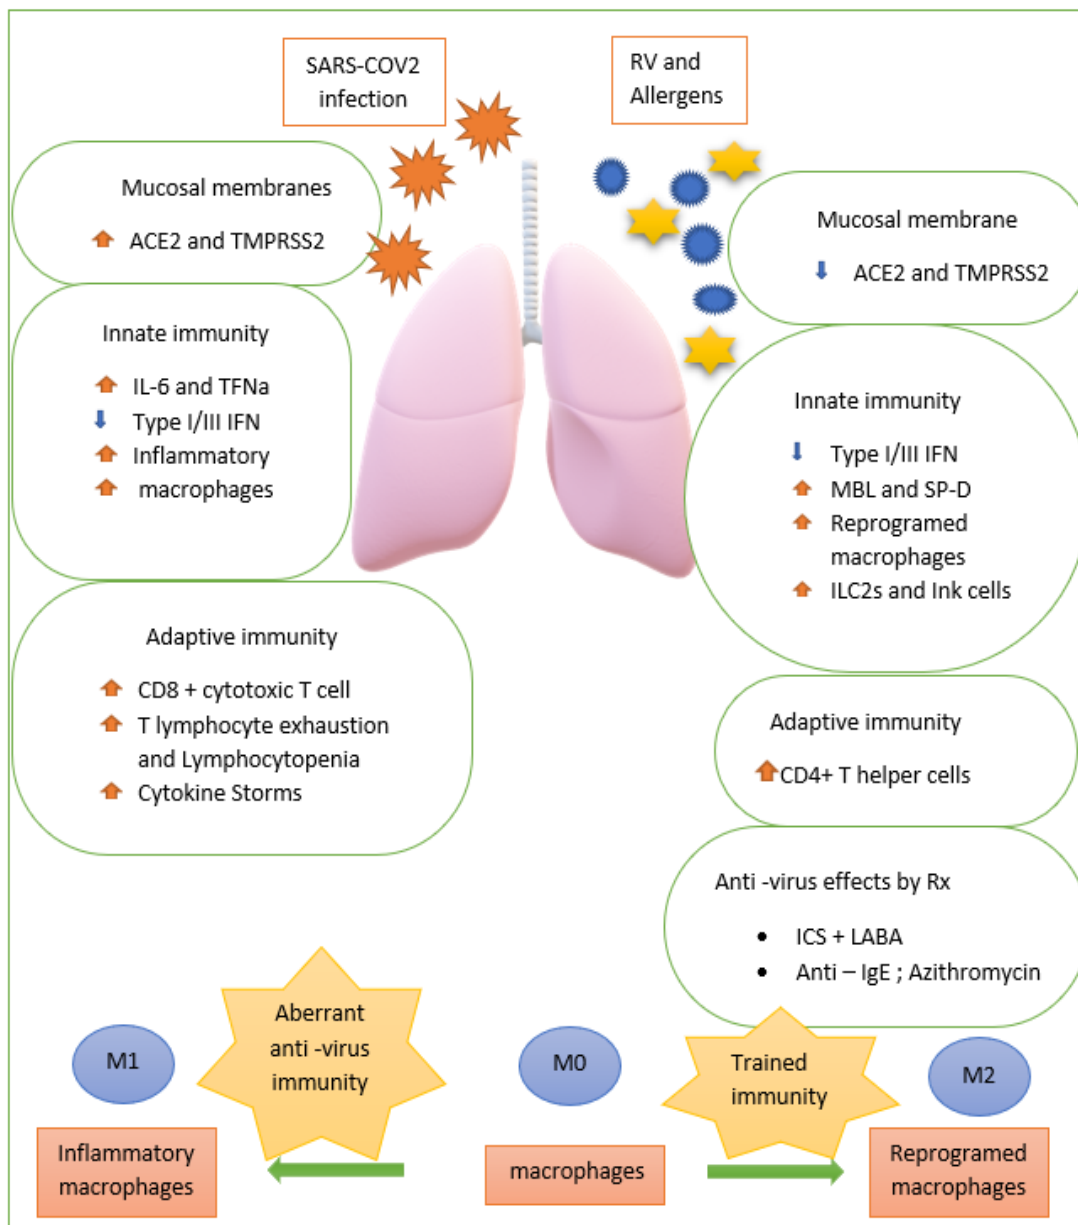 SARS-COV2
infection
RV and
Allergens
Mucosal membranes
ACE2 and TMPRSS2
Innate immunity
IL-6 and TFNa
Type I/III IFN
Inflammatory
macrophages
Adaptive immunity
CD8 + cytotoxic T cell
T lymphocyte exhaustion
and Lymphocytopenia
Cytokine Storms
Mucosal membrane
ACE2 and TMPRSS2
Innate immunity
Type I/III IFN
MBL and SP-D
Reprogramed
macrophages
ILC2s and Ink cells
Adaptive immunity
CD4+ T helper cells
Anti -virus effects by Rx
• ICS + LABA
• Anti – IgE ; Azithromycin
M1
Aberrant
anti -virus
immunity
M0
Trained
immunity
M2
Inflammatory
macrophages
macrophages
Reprogramed
macrophages